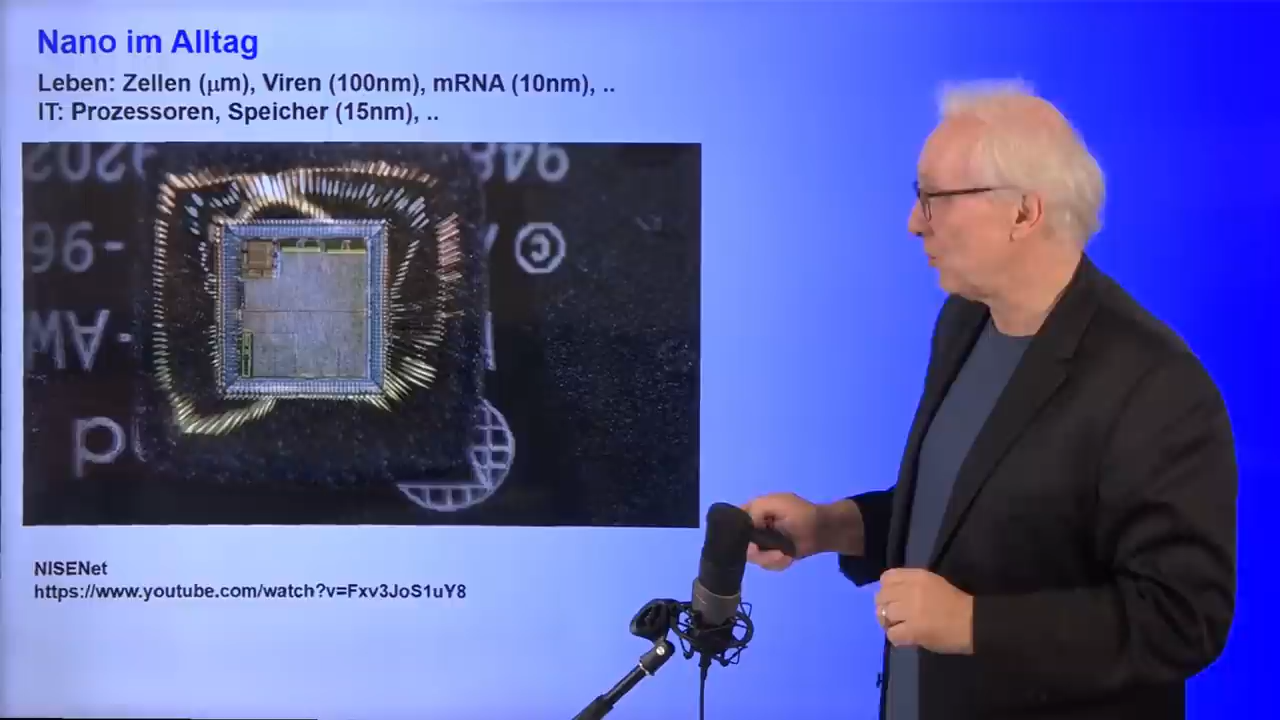 Nano im Alltag
Leben: Zellen (μm), Viren (100nm), mRNA (10nm), ..
IT: Prozessoren, Speicher (15nm), ..
©
NISENet
https://www.youtube.com/watch?v=Fxv3JoS1uY8